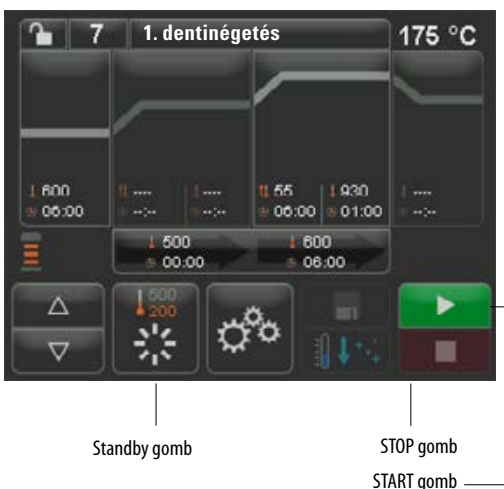 7 1. dentinégetés 175 °C
600 ---- ---- 55 930 ----
06:00 --:-- --:-- 06:00 01:00 --:--
500 600
00:00 06:00
500
200
Standby gomb STOP gomb
START gomb